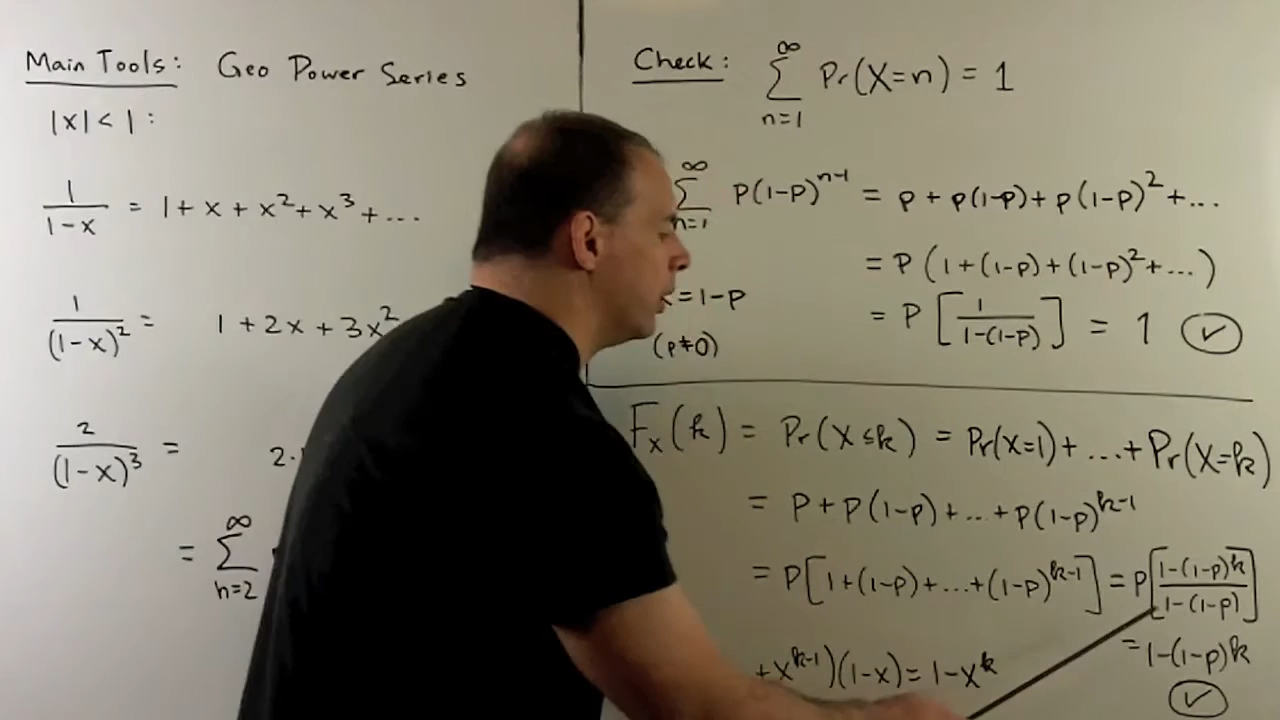 Main Tools: Geo Power Series
|x| < 1:
1/(1-x) = 1 + x + x² + x³ + ...
1/(1-x)² = 1 + 2x + 3x²
2/(1-x)³ = 2·1
= ∑_{n=2}^{∞}
Check: ∑_{n=1}^{∞} Pr(X=n) = 1
∑_{n=1}^{∞} p(1-p)^{n-1} = p + p(1-p) + p(1-p)² + ...
= p (1 + (1-p) + (1-p)² + ...)
x = 1-p
(p≠0)
= p [1/(1-(1-p))] = 1 ✓
F_X(k) = Pr(X≤k) = Pr(X=1) + ... + Pr(X=k)
= p + p(1-p) + ... + p(1-p)^{k-1}
= p[1 + (1-p) + ... + (1-p)^{k-1}] = p[(1-(1-p)^k)/(1-(1-p))]
= 1-(1-p)^k
+ x^{k-1})(1-x) = 1-x^k ✓